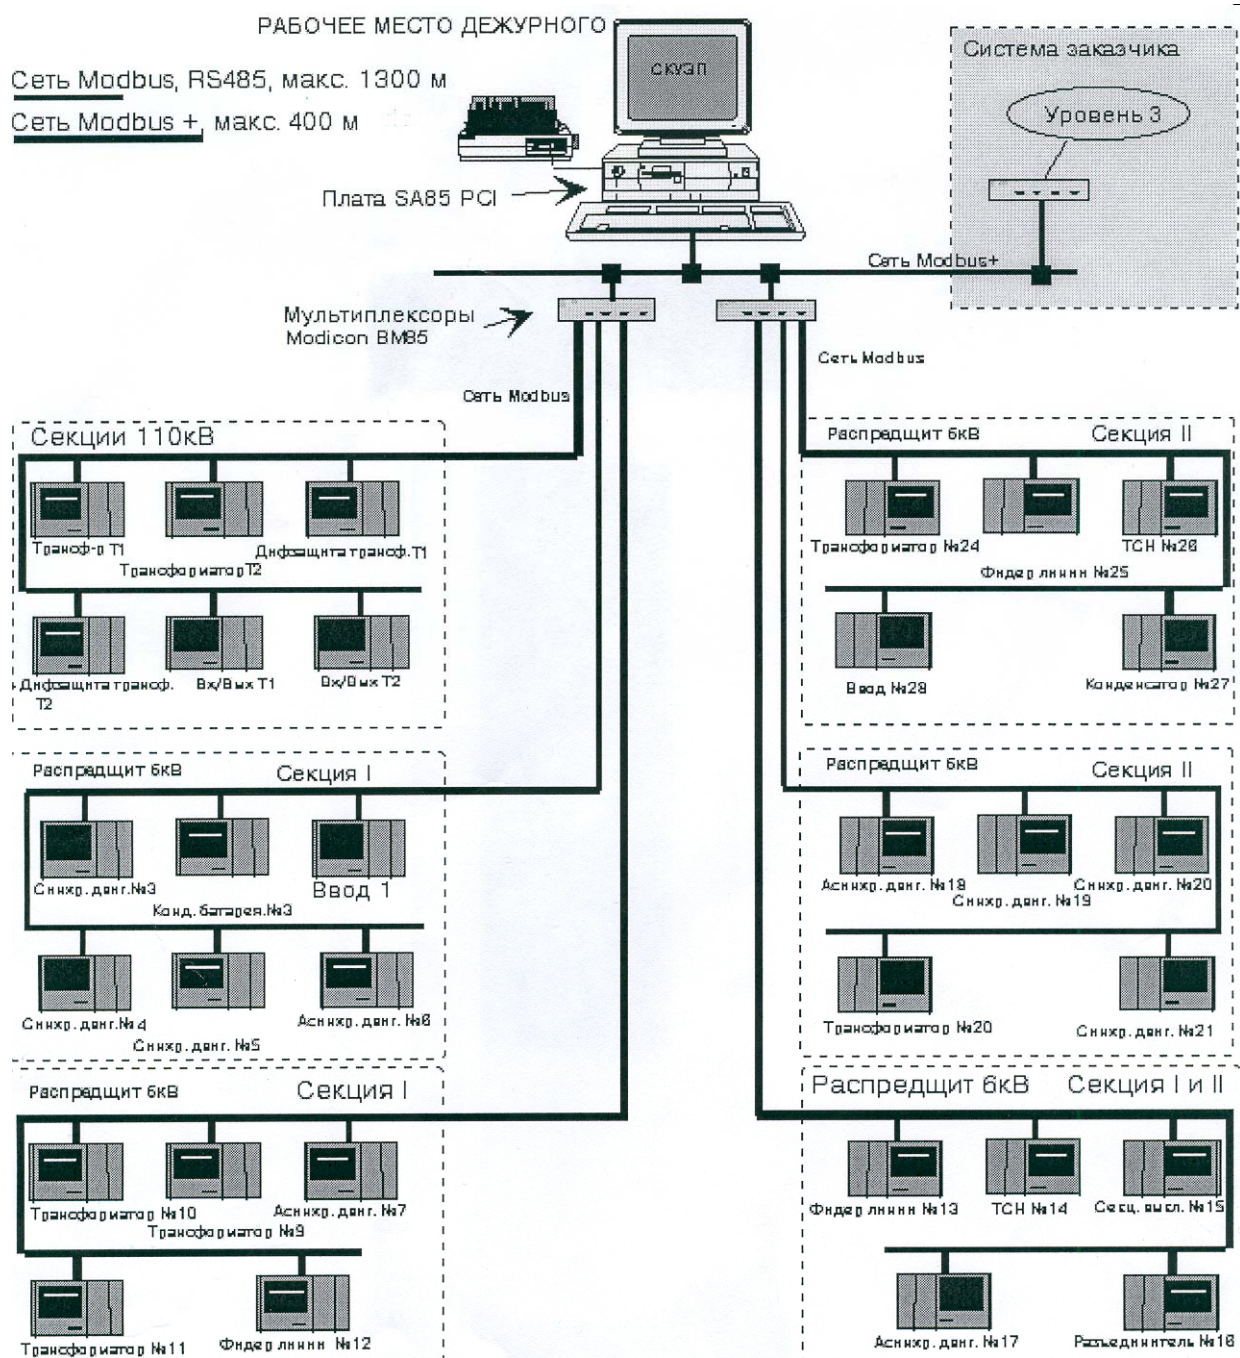 РАБОЧЕЕ МЕСТО ДЕЖУРНОГО
Система заказчика
СКУЭП
Сеть Modbus, RS485, макс. 1300 м
Сеть Modbus +, макс. 400 м
Уровень 3
Плата SA85 PCI
Сеть Modbus+
Мультиплексоры
Modicon BM85
Сеть Modbus
Сеть Modbus
Секции 110кВ
Трансф-р Т1
Трансформатор Т2
Дифзащита трансф. Т1
Дифзащита трансф.
Т2
Вх/Вых Т1
Вх/Вых Т2
Распредщит 6кВ Секция II
Трансформатор №24
Фидер линии №25
ТСН №26
Ввод №28
Конденсатор №27
Распредщит 6кВ Секция I
Синхр. двиг. №3
Конд. батарея. №3
Ввод 1
Синхр. двиг. №4
Синхр. двиг. №5
Асинхр. двиг. №6
Распредщит 6кВ Секция II
Асинхр. двиг. №18
Синхр. двиг. №19
Синхр. двиг. №20
Трансформатор №20
Синхр. двиг. №21
Распредщит 6кВ Секция I
Трансформатор №10
Трансформатор №9
Асинхр. двиг. №7
Трансформатор №11
Фидер линии №12
Распредщит 6кВ Секция I и II
Фидер линии №13
ТСН №14
Секц. выкл. №15
Асинхр. двиг. №17
Разъединитель №16